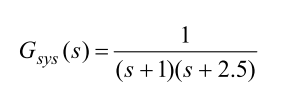 G_sys(s) = 1 / ((s+1)(s+2.5))